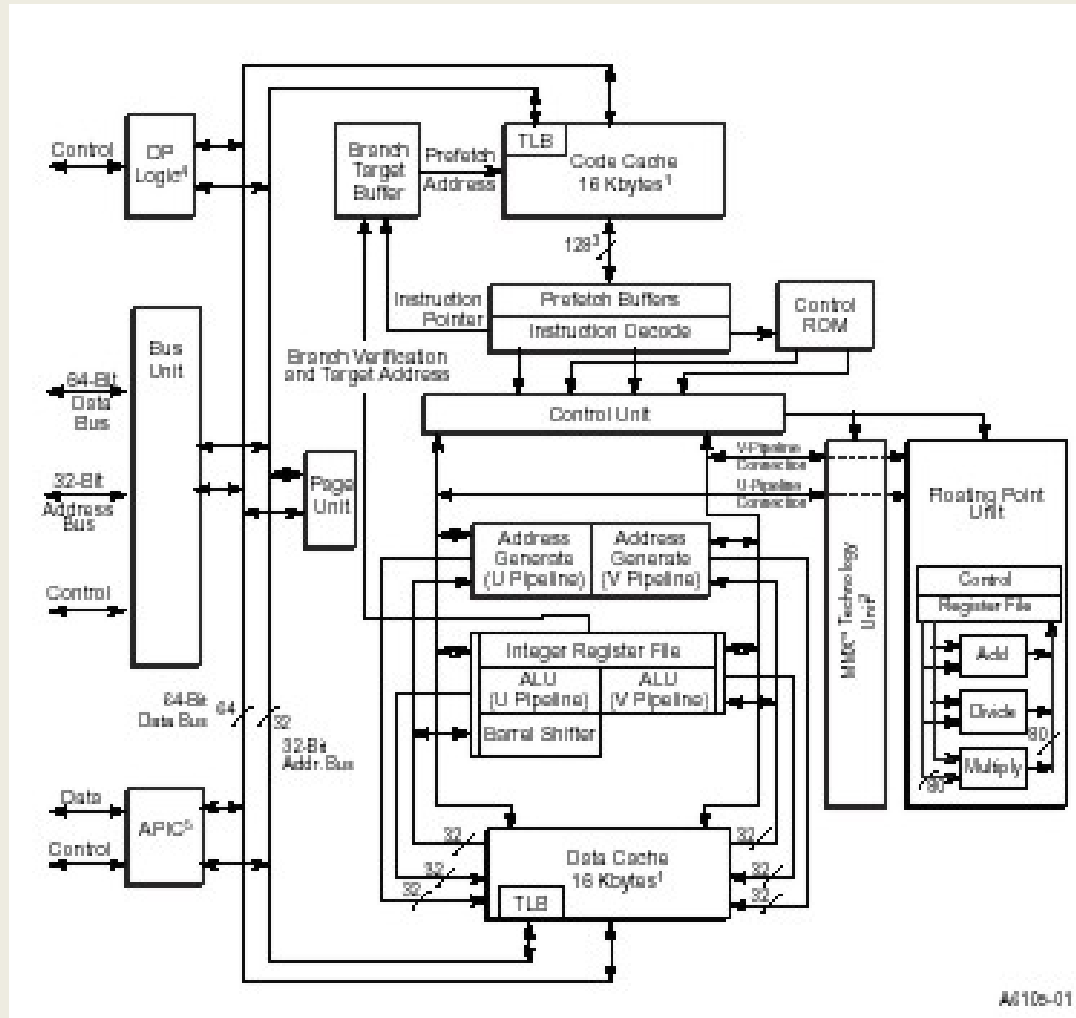 Control
DP
Logic⁴
Branch
Target
Buffer
Prefetch
Address
TLB
Code Cache
16 Kbytes¹
128³
Instruction
Pointer
Prefetch Buffers
Instruction Decode
Control
ROM
Branch Verification
and Target Address
Bus
Unit
64-Bit
Data
Bus
32-Bit
Address
Bus
Control
Page
Unit
Control Unit
V-Pipeline
Connection
U-Pipeline
Connection
Floating Point
Unit
Control
Register File
Add
Divide
80
Multiply
80
MMX™ Technology
Unit²
Address
Generate
(U Pipeline)
Address
Generate
(V Pipeline)
Integer Register File
ALU
(U Pipeline)
ALU
(V Pipeline)
Barrel Shifter
64-Bit
Data Bus
64
32
32-Bit
Addr. Bus
Data
APIC⁵
Control
32
32
32
Data Cache
16 Kbytes¹
TLB
32
32
32